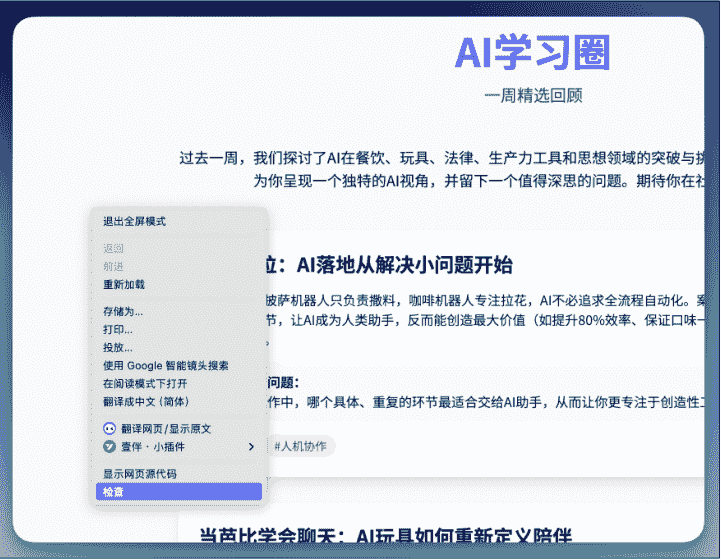 AI学习圈
一周精选回顾
过去一周，我们探讨了AI在餐饮、玩具、法律、生产力工具和思想领域的突破与挑
为你呈现一个独特的AI视角，并留下一个值得深思的问题。期待你在社
退出全屏模式
返回
前进
重新加载
存储为...
打印...
投放...
使用 Google 智能镜头搜索
在阅读模式下打开
翻译成中文 (简体)
翻译网页/显示原文
壹伴 · 小插件
显示网页源代码
检查
位：AI落地从解决小问题开始
披萨机器人只负责撒料，咖啡机器人专注拉花，AI不必追求全流程自动化。案
节，让AI成为人类助手，反而能创造最大价值（如提升80%效率、保证口味一
。
问题：
作中，哪个具体、重复的环节最适合交给AI助手，从而让你更专注于创造性工
#人机协作
当芭比学会聊天：AI玩具如何重新定义陪伴